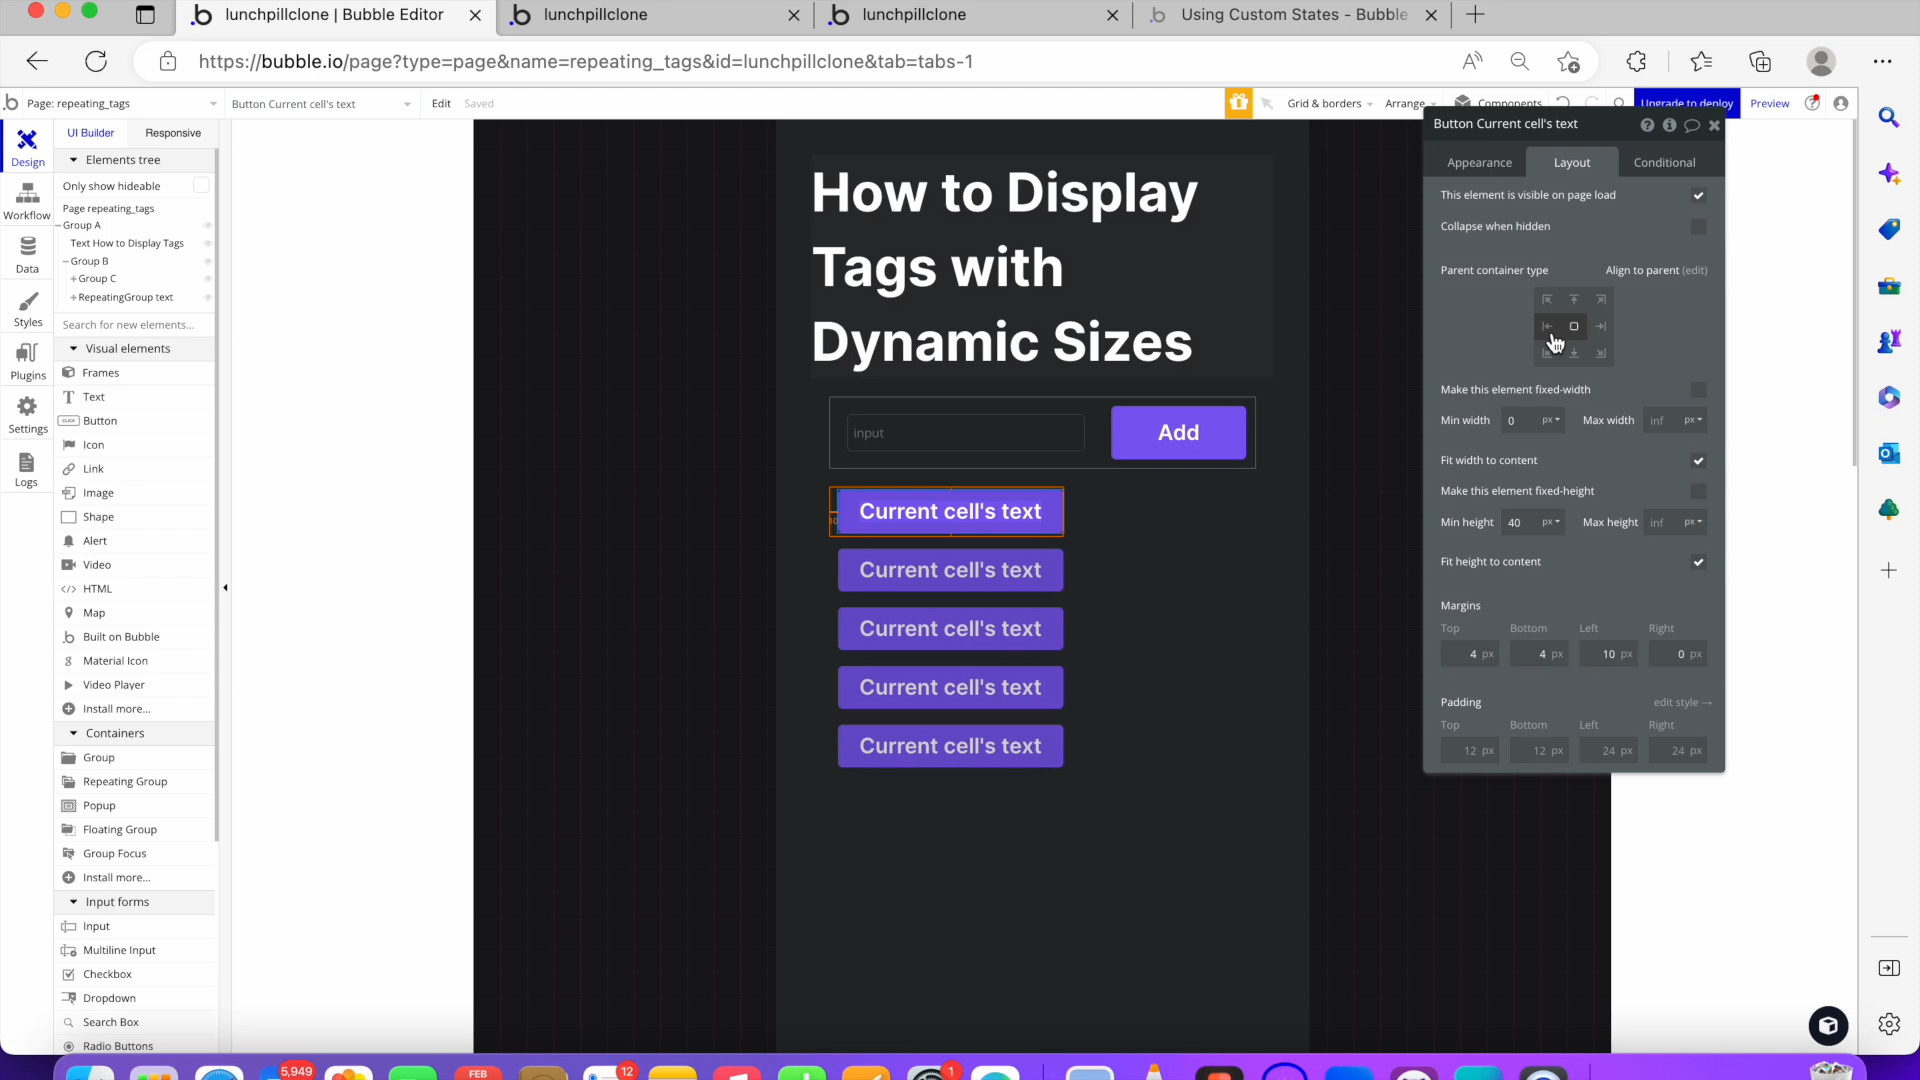 lunchpillclone | Bubble Editor
lunchpillclone
lunchpillclone
Using Custom States - Bubble
https://bubble.io/page?type=page&name=repeating_tags&id=lunchpillclone&tab=tabs-1
Page: repeating_tags
Button Current cell's text
Edit
Saved
Grid & borders
Arrange
Components
Upgrade to deploy
Preview
Design
Workflow
Data
Styles
Plugins
Settings
Logs
UI Builder
Responsive
Elements tree
Only show hideable
Page repeating_tags
Group A
Text How to Display Tags
Group B
Group C
RepeatingGroup text
Search for new elements...
Visual elements
Frames
Text
Button
Icon
Link
Image
Shape
Alert
Video
HTML
Map
Built on Bubble
Material Icon
Video Player
Install more...
Containers
Group
Repeating Group
Popup
Floating Group
Group Focus
Install more...
Input forms
Input
Multiline Input
Checkbox
Dropdown
Search Box
Radio Buttons
How to Display
Tags with
Dynamic Sizes
input
Add
Current cell's text
Current cell's text
Current cell's text
Current cell's text
Current cell's text
Button Current cell's text
Appearance
Layout
Conditional
This element is visible on page load
Collapse when hidden
Parent container type
Align to parent (edit)
Make this element fixed-width
Min width 0 px Max width inf px
Fit width to content
Make this element fixed-height
Min height 40 px Max height inf px
Fit height to content
Margins
Top Bottom Left Right
4 px 4 px 10 px 0 px
Padding
edit style →
Top Bottom Left Right
12 px 12 px 24 px 24 px
5,949
FEB
12
1